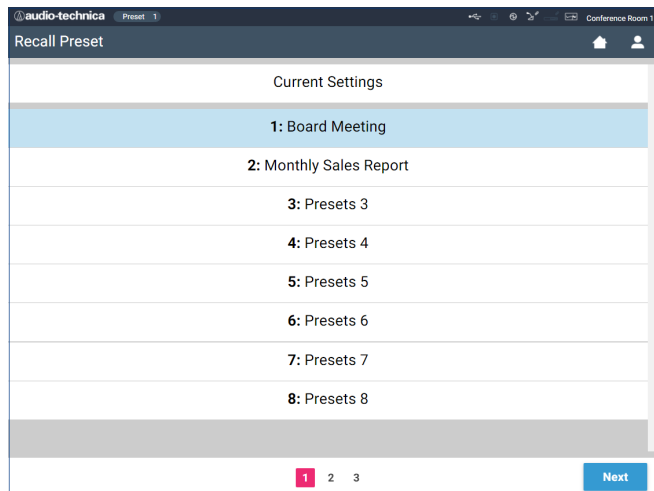 audio-technica Preset 1 Conference Room 1
Recall Preset
Current Settings
1: Board Meeting
2: Monthly Sales Report
3: Presets 3
4: Presets 4
5: Presets 5
6: Presets 6
7: Presets 7
8: Presets 8
1 2 3 Next